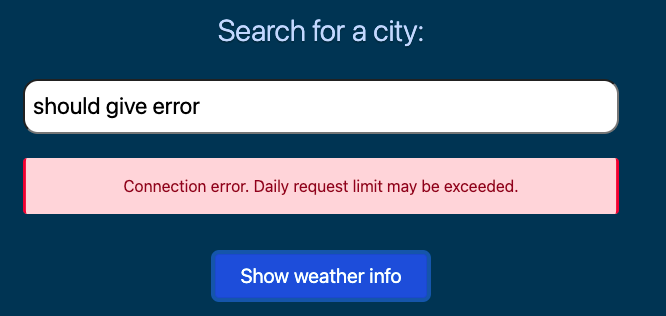 Search for a city:
should give error
Connection error. Daily request limit may be exceeded.
Show weather info